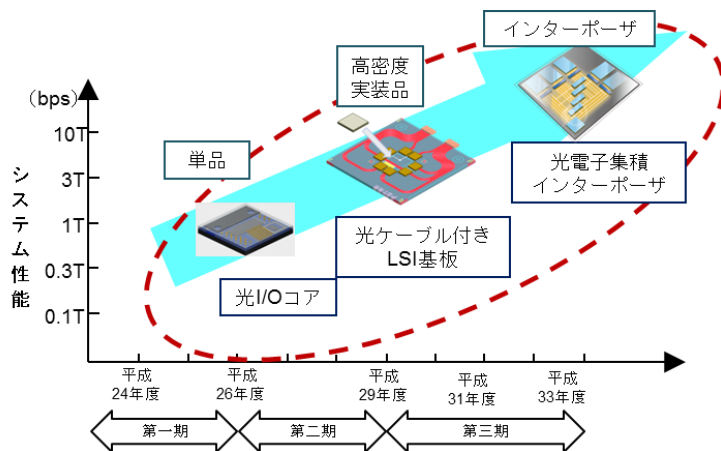 インターポーザ
高密度
実装品
(bps)
10T
単品
3T
光電子集積
インターポーザ
システム性能
1T
光ケーブル付き
LSI基板
0.3T
光I/Oコア
0.1T
平成
24年度
平成
26年度
平成
29年度
平成
31年度
平成
33年度
第一期
第二期
第三期